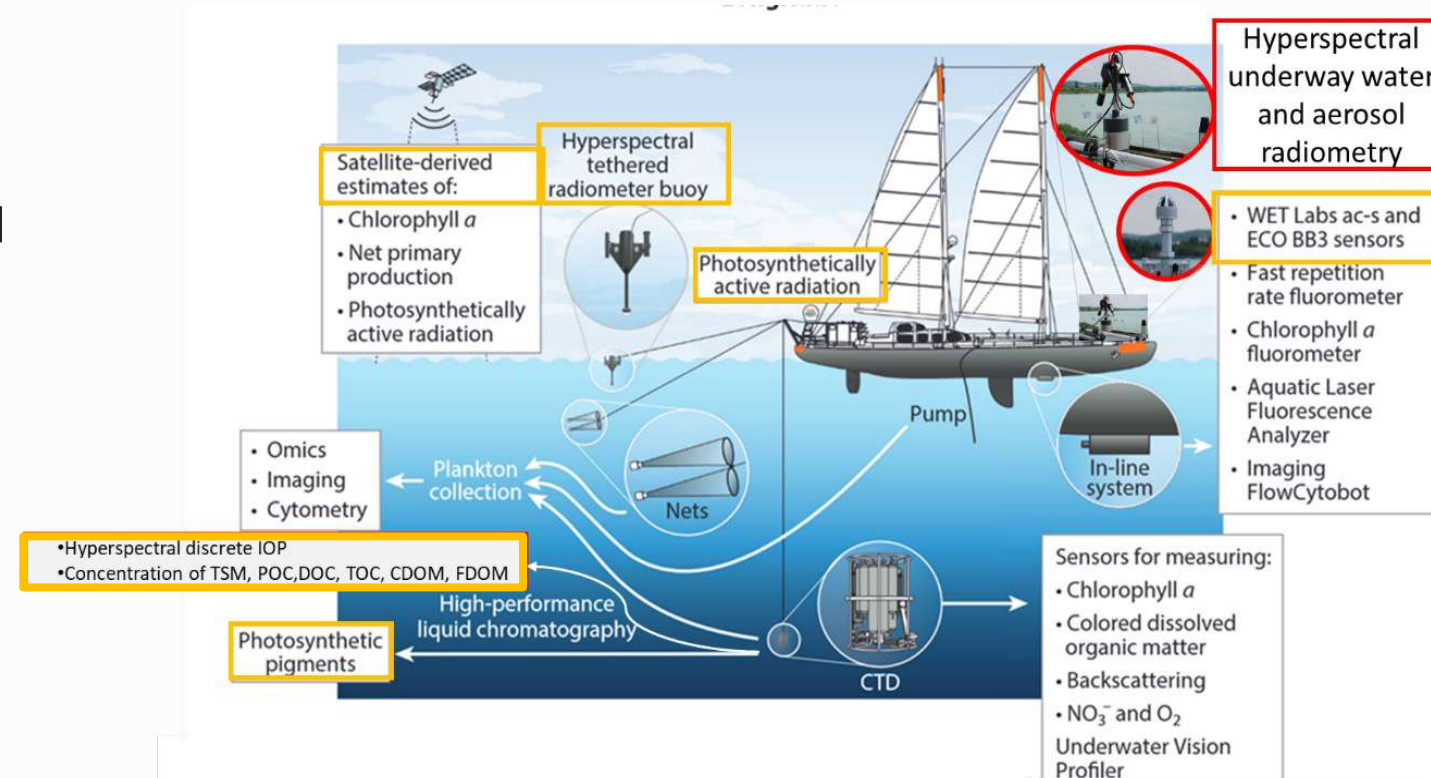 Hyperspectral
underway water
and aerosol
radiometry
Satellite-derived
estimates of:
• Chlorophyll a
• Net primary
production
• Photosynthetically
active radiation
Hyperspectral
tethered
radiometer buoy
Photosynthetically
active radiation
• WET Labs ac-s and
ECO BB3 sensors
• Fast repetition
rate fluorometer
• Chlorophyll a
fluorometer
• Aquatic Laser
Fluorescence
Analyzer
• Imaging
FlowCytobot
Pump
In-line
system
• Omics
• Imaging
• Cytometry
Plankton
collection
Nets
•Hyperspectral discrete IOP
•Concentration of TSM, POC,DOC, TOC, CDOM, FDOM
High-performance
liquid chromatography
Photosynthetic
pigments
CTD
Sensors for measuring:
• Chlorophyll a
• Colored dissolved
organic matter
• Backscattering
• NO₃⁻ and O₂
Underwater Vision
Profiler